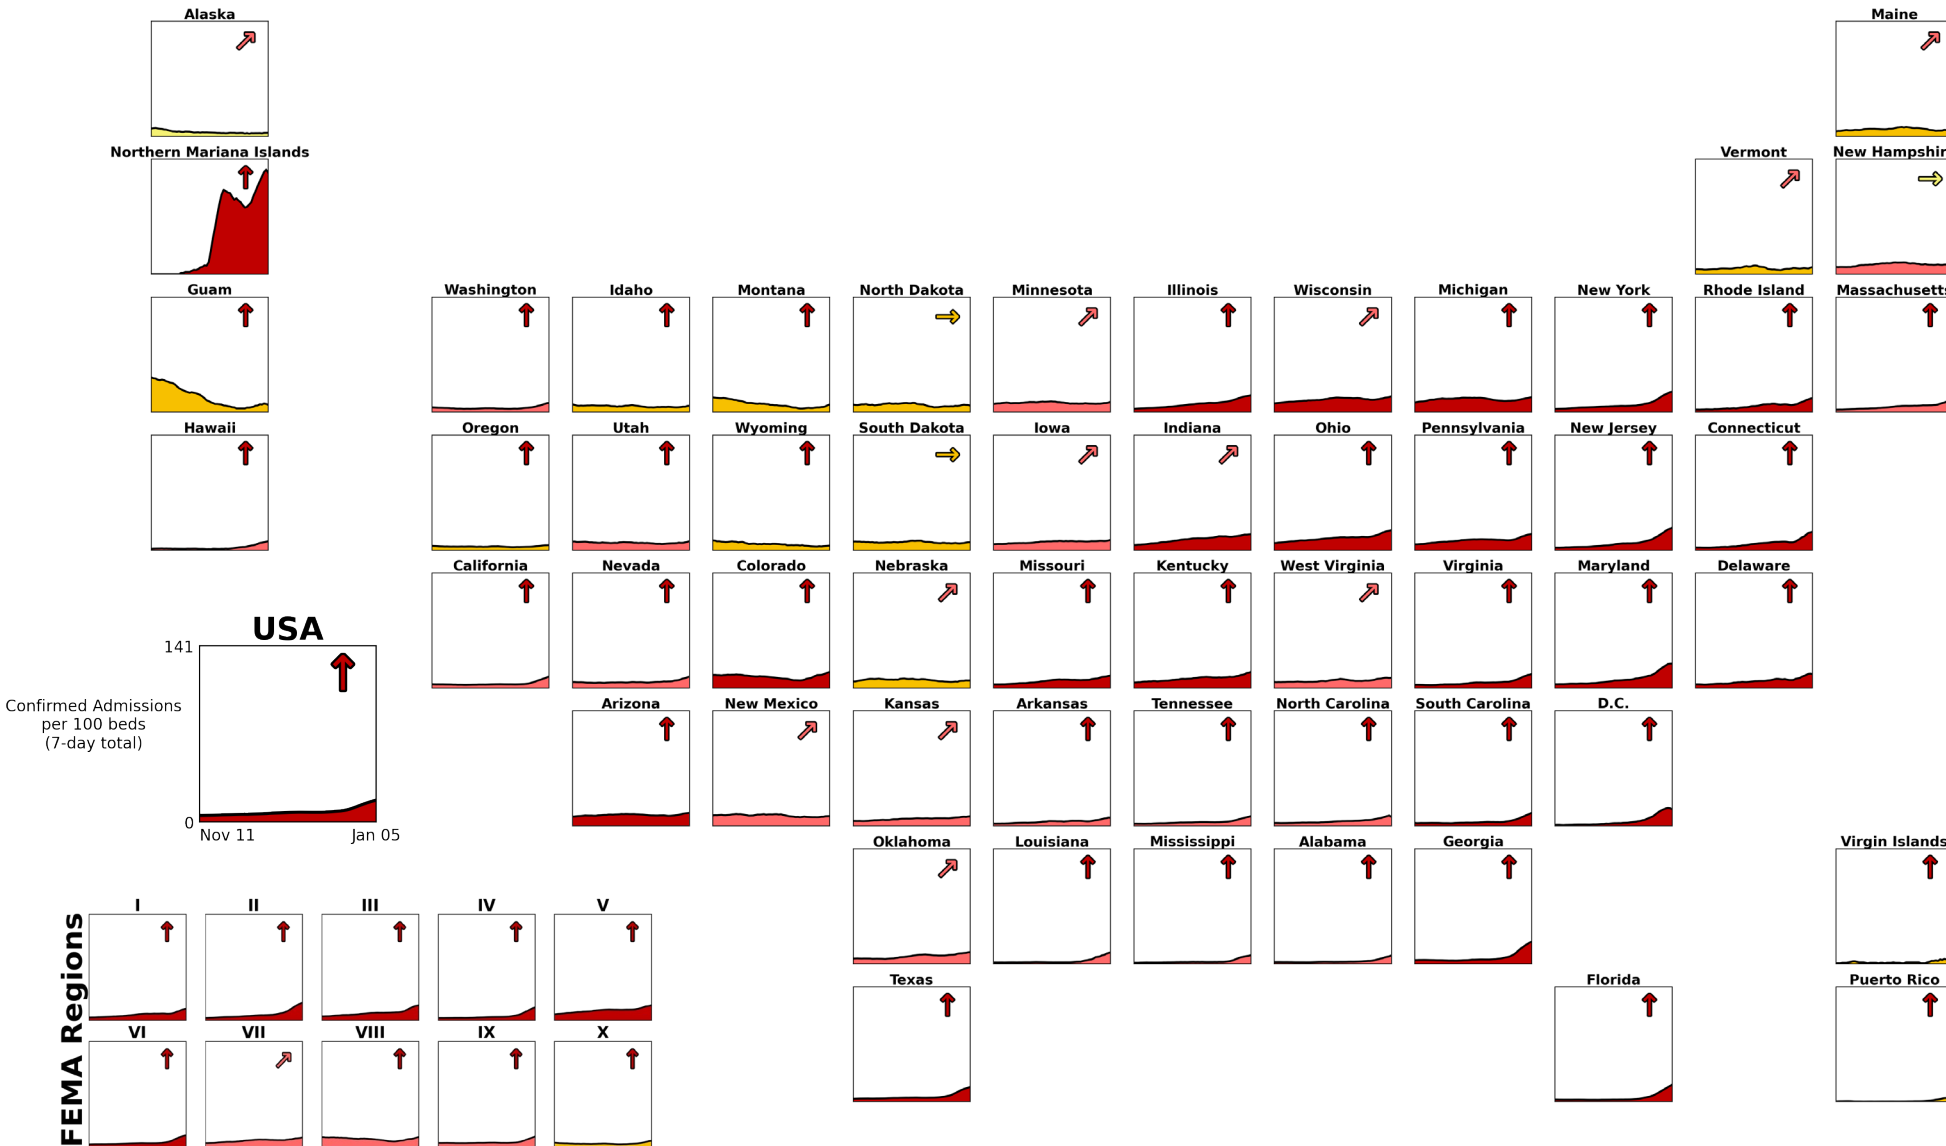 Alaska
Maine
Northern Mariana Islands
Vermont
New Hampshir
Guam
Washington
Idaho
Montana
North Dakota
Minnesota
Illinois
Wisconsin
Michigan
New York
Rhode Island
Massachusetts
Hawaii
Oregon
Utah
Wyoming
South Dakota
Iowa
Indiana
Ohio
Pennsylvania
New Jersey
Connecticut
California
Nevada
Colorado
Nebraska
Missouri
Kentucky
West Virginia
Virginia
Maryland
Delaware
USA
141
Confirmed Admissions
per 100 beds
(7-day total)
0
Nov 11
Jan 05
Arizona
New Mexico
Kansas
Arkansas
Tennessee
North Carolina
South Carolina
D.C.
Oklahoma
Louisiana
Mississippi
Alabama
Georgia
Virgin Islands
Texas
Florida
Puerto Rico
FEMA Regions
I
II
III
IV
V
VI
VII
VIII
IX
X